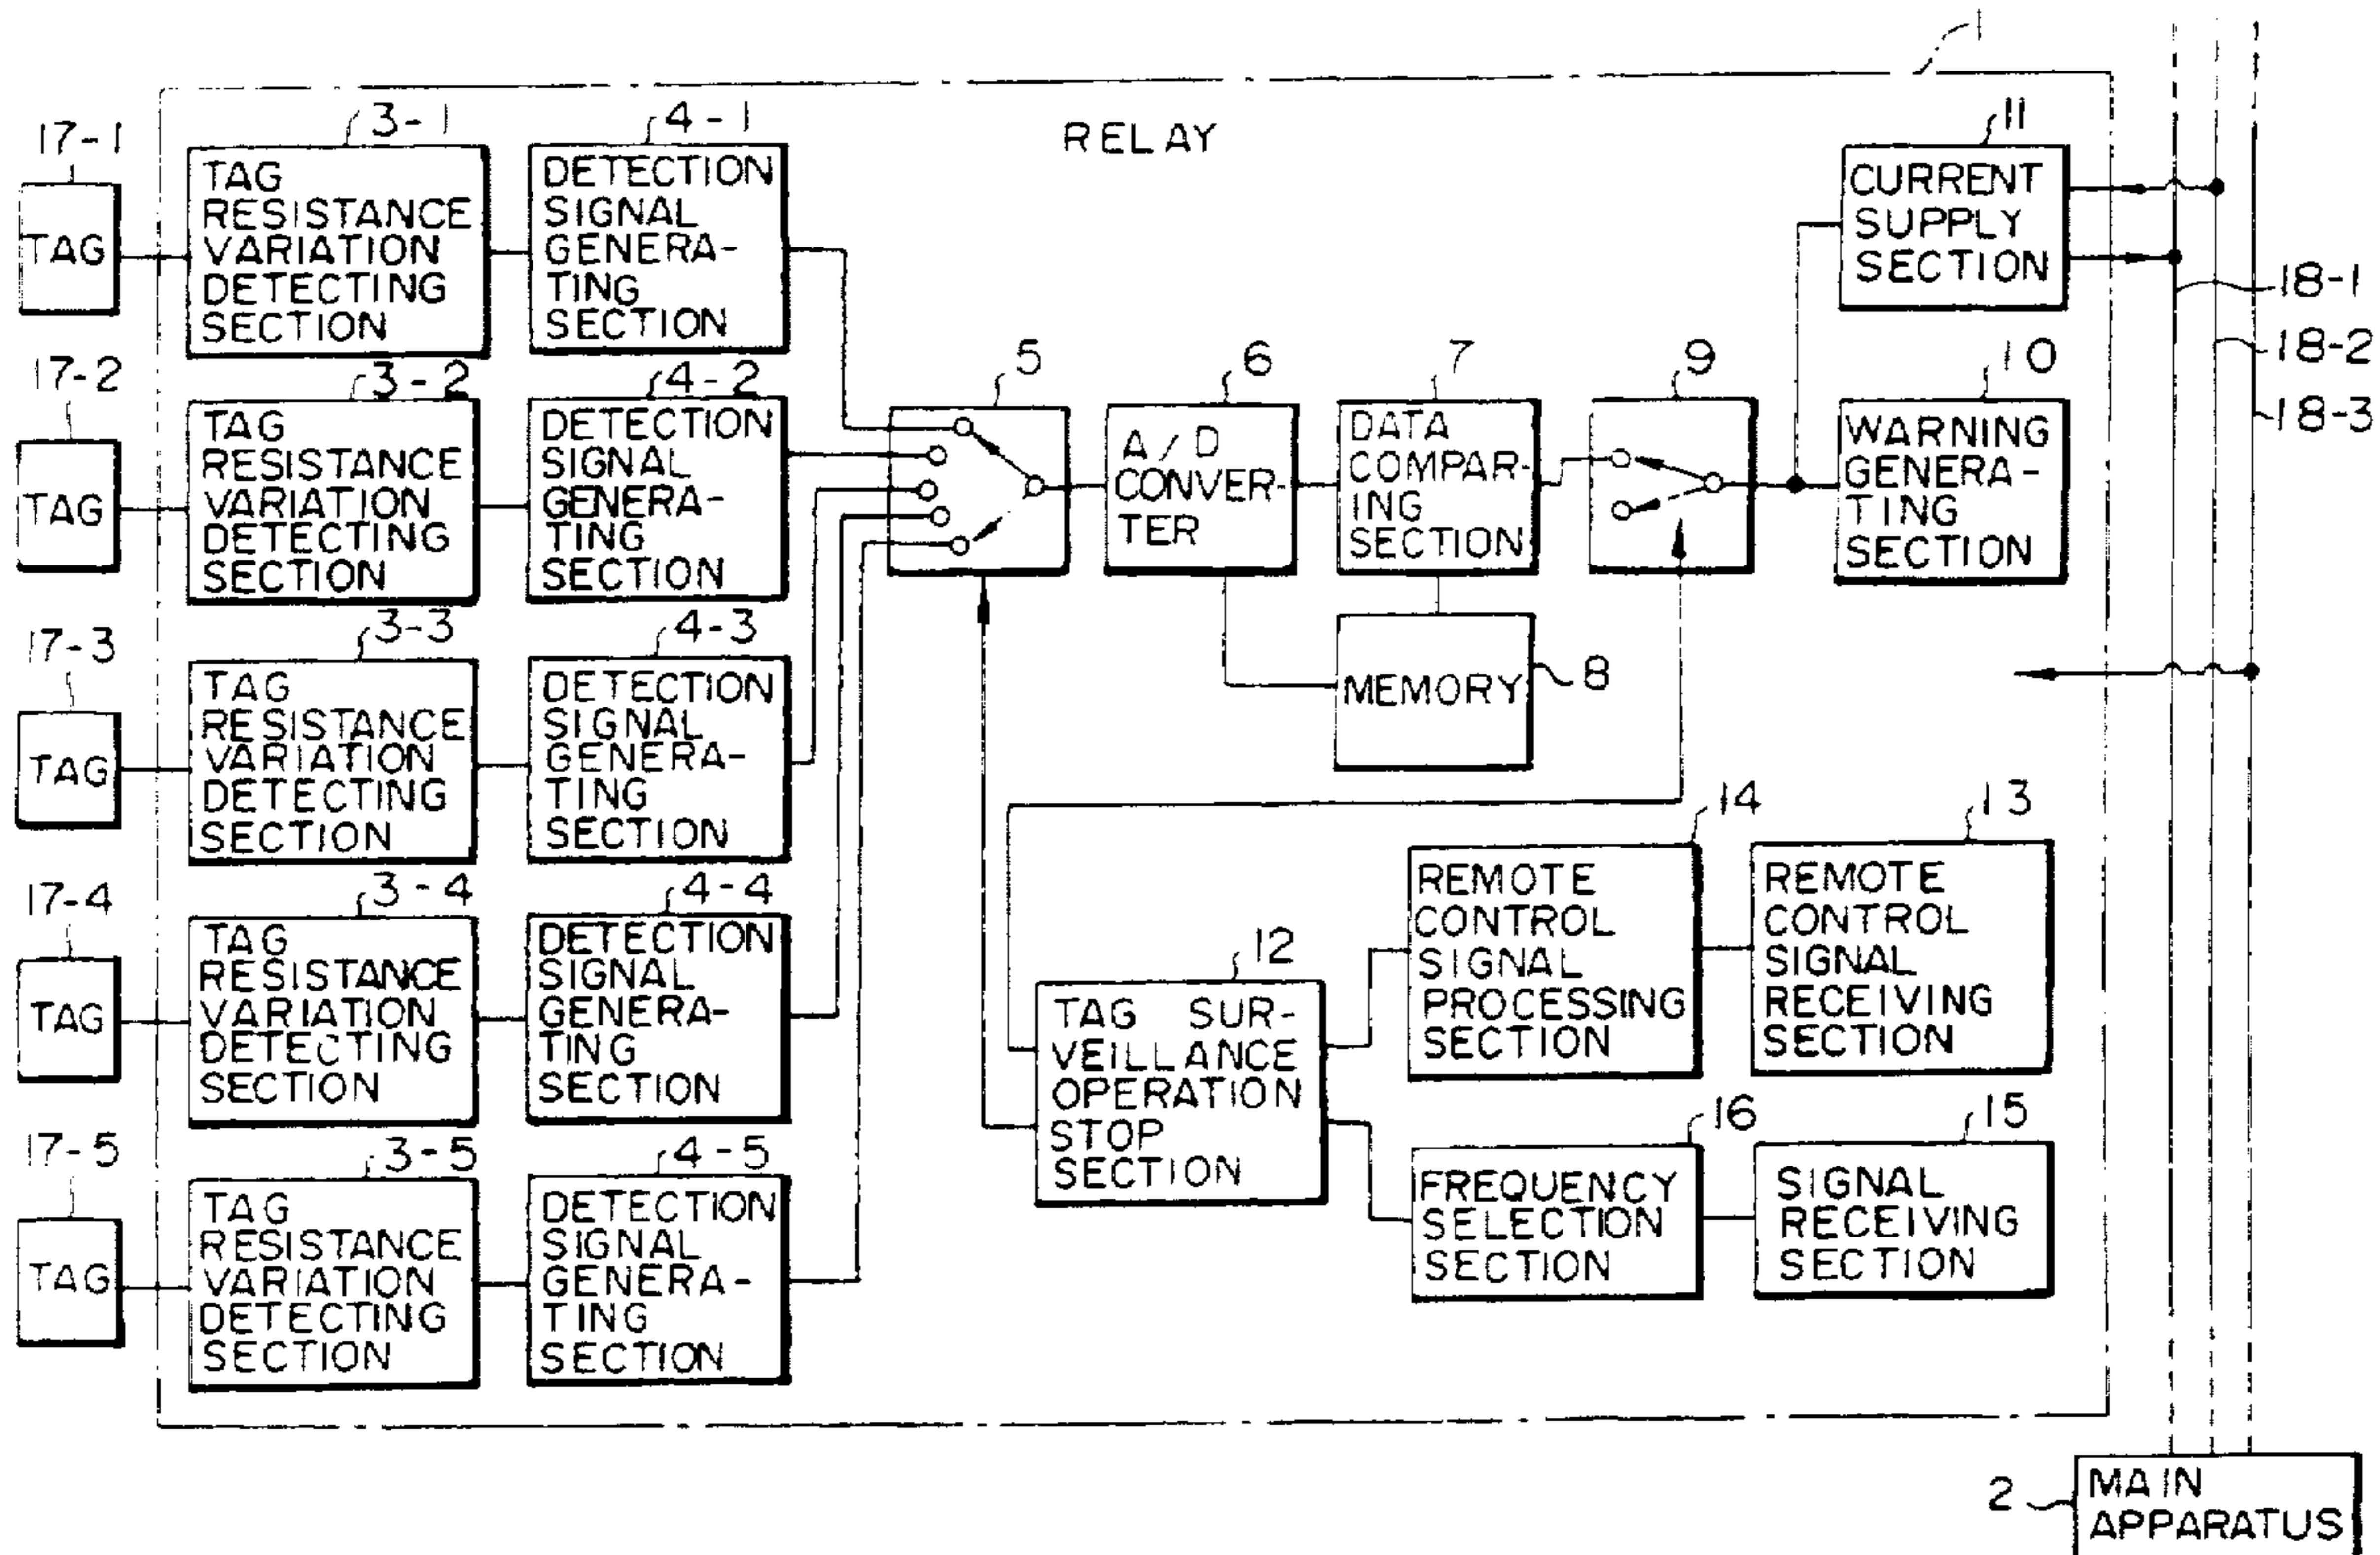 1
RELAY
17-1
TAG
3-1
TAG
RESISTANCE
VARIATION
DETECTING
SECTION
4-1
DETECTION
SIGNAL
GENERA-
TING
SECTION
11
CURRENT
SUPPLY
SECTION
18-1
18-2
18-3
17-2
TAG
3-2
TAG
RESISTANCE
VARIATION
DETECTING
SECTION
4-2
DETECTION
SIGNAL
GENERA-
TING
SECTION
5
6
A/D
CONVER-
TER
7
DATA
COMPAR-
ING
SECTION
9
10
WARNING
GENERA-
TING
SECTION
17-3
TAG
3-3
TAG
RESISTANCE
VARIATION
DETECTING
SECTION
4-3
DETECTION
SIGNAL
GENERA-
TING
SECTION
MEMORY
8
17-4
TAG
3-4
TAG
RESISTANCE
VARIATION
DETECTING
SECTION
4-4
DETECTION
SIGNAL
GENERA-
TING
SECTION
12
TAG SUR-
VEILLANCE
OPERATION
STOP
SECTION
14
REMOTE
CONTROL
SIGNAL
PROCESSING
SECTION
13
REMOTE
CONTROL
SIGNAL
RECEIVING
SECTION
17-5
TAG
3-5
TAG
RESISTANCE
VARIATION
DETECTING
SECTION
4-5
DETECTION
SIGNAL
GENERA-
TING
SECTION
16
FREQUENCY
SELECTION
SECTION
15
SIGNAL
RECEIVING
SECTION
2
MAIN
APPARATUS